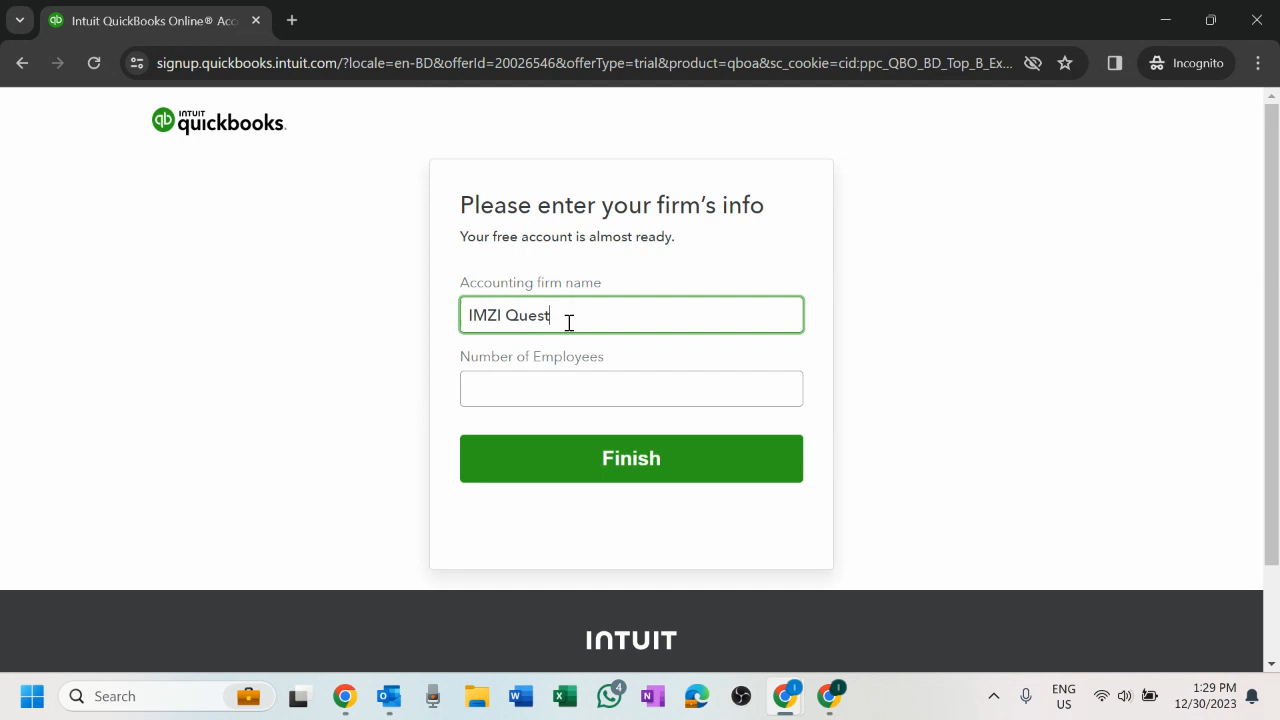 Intuit QuickBooks Online® Acc
signup.quickbooks.intuit.com/?locale=en-BD&offerId=20026546&offerType=trial&product=qboa&sc_cookie=cid:ppc_QBO_BD_Top_B_Ex...
Incognito
INTUIT
quickbooks.
Please enter your firm's info
Your free account is almost ready.
Accounting firm name
IMZI Quest
Number of Employees
Finish
INTUIT
Search
4
ENG
US
1:29 PM
12/30/2023